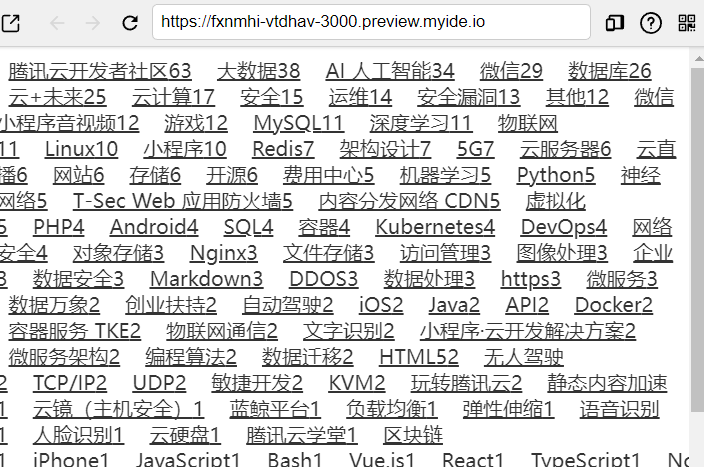 https://fxnmhi-vtdhav-3000.preview.myide.io
腾讯云开发者社区63 大数据38 AI 人工智能34 微信29 数据库26
云+未来25 云计算17 安全15 运维14 安全漏洞13 其他12 微信
小程序音视频12 游戏12 MySQL11 深度学习11 物联网
11 Linux10 小程序10 Redis7 架构设计7 5G7 云服务器6 云直
播6 网站6 存储6 开源6 费用中心5 机器学习5 Python5 神经
网络5 T-Sec Web 应用防火墙5 内容分发网络 CDN5 虚拟化
5 PHP4 Android4 SQL4 容器4 Kubernetes4 DevOps4 网络
安全4 对象存储3 Nginx3 文件存储3 访问管理3 图像处理3 企业
3 数据安全3 Markdown3 DDOS3 数据处理3 https3 微服务3
数据万象2 创业扶持2 自动驾驶2 iOS2 Java2 API2 Docker2
容器服务 TKE2 物联网通信2 文字识别2 小程序·云开发解决方案2
微服务架构2 编程算法2 数据迁移2 HTML52 无人驾驶
2 TCP/IP2 UDP2 敏捷开发2 KVM2 玩转腾讯云2 静态内容加速
1 云镜（主机安全）1 蓝鲸平台1 负载均衡1 弹性伸缩1 语音识别
1 人脸识别1 云硬盘1 腾讯云学堂1 区块链
1 iPhone1 JavaScript1 Bash1 Vue.js1 React1 TypeScript1 No